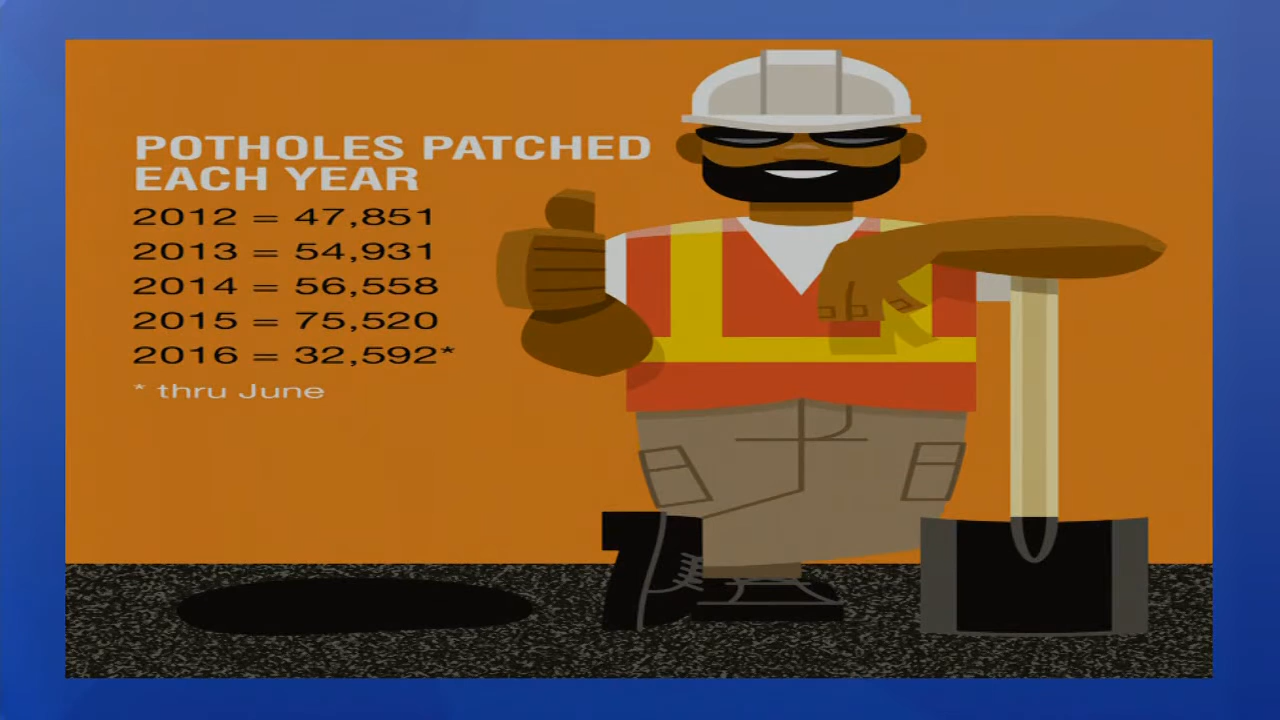 POTHOLES PATCHED
EACH YEAR
2012 = 47,851
2013 = 54,931
2014 = 56,558
2015 = 75,520
2016 = 32,592*
* thru June